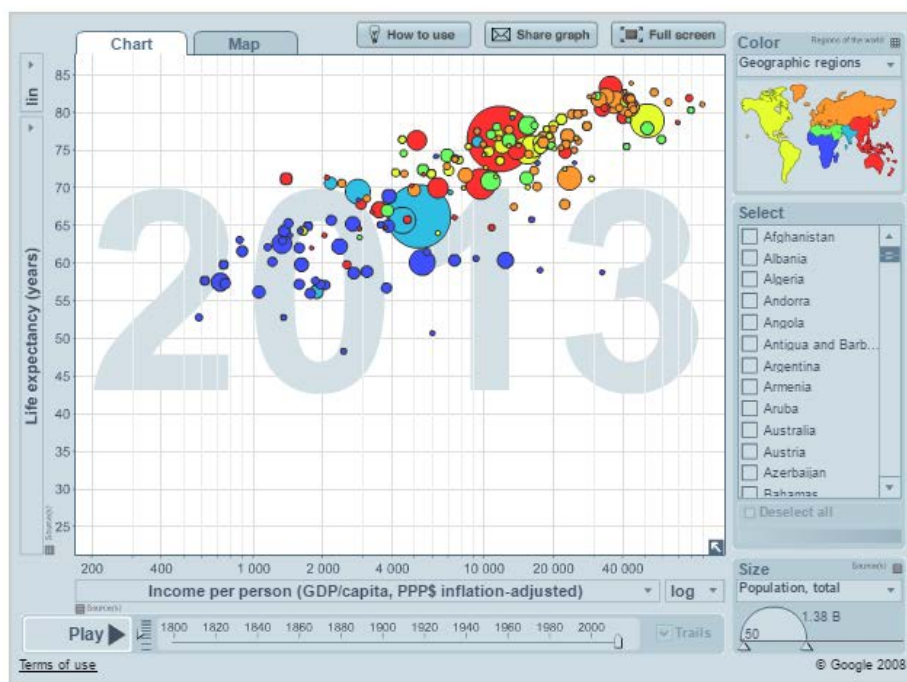 Chart
Map
How to use
Share graph
Full screen
Color
Regions of the world
Geographic regions
lin
Life expectancy (years)
Source(s)
85
80
75
70
65
60
55
50
45
40
35
30
25
2013
200
400
1 000
2 000
4 000
10 000
20 000
40 000
Income per person (GDP/capita, PPP$ inflation-adjusted)
log
Source(s)
Select
Afghanistan
Albania
Algeria
Andorra
Angola
Antigua and Barb...
Argentina
Armenia
Aruba
Australia
Austria
Azerbaijan
Bahamas
Deselect all
Size
Source(s)
Population, total
1.38 B
50
Play
1800 1820 1840 1860 1880 1900 1920 1940 1960 1980 2000
Trails
Terms of use
© Google 2008